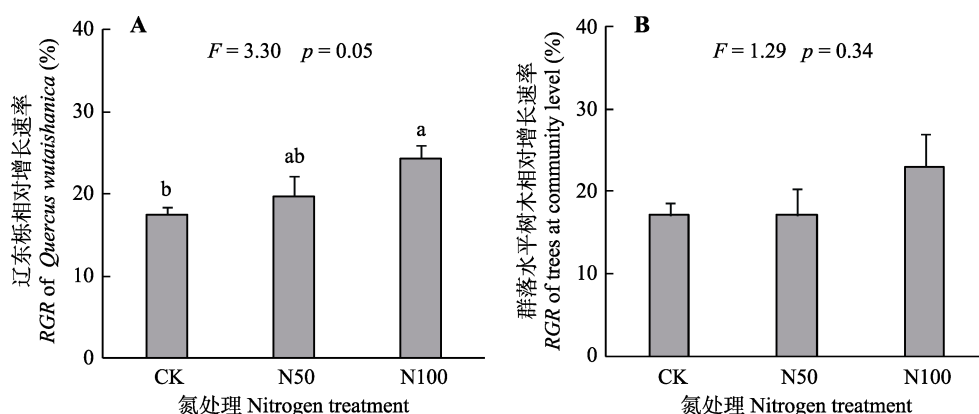 A
F = 3.30 p = 0.05
辽东栎相对增长速率
RGR of Quercus wutaishanica (%)
40
30
20
10
0
b
ab
a
CK N50 N100
氮处理 Nitrogen treatment
B
F = 1.29 p = 0.34
群落水平树木相对增长速率
RGR of trees at community level (%)
40
30
20
10
0
CK N50 N100
氮处理 Nitrogen treatment